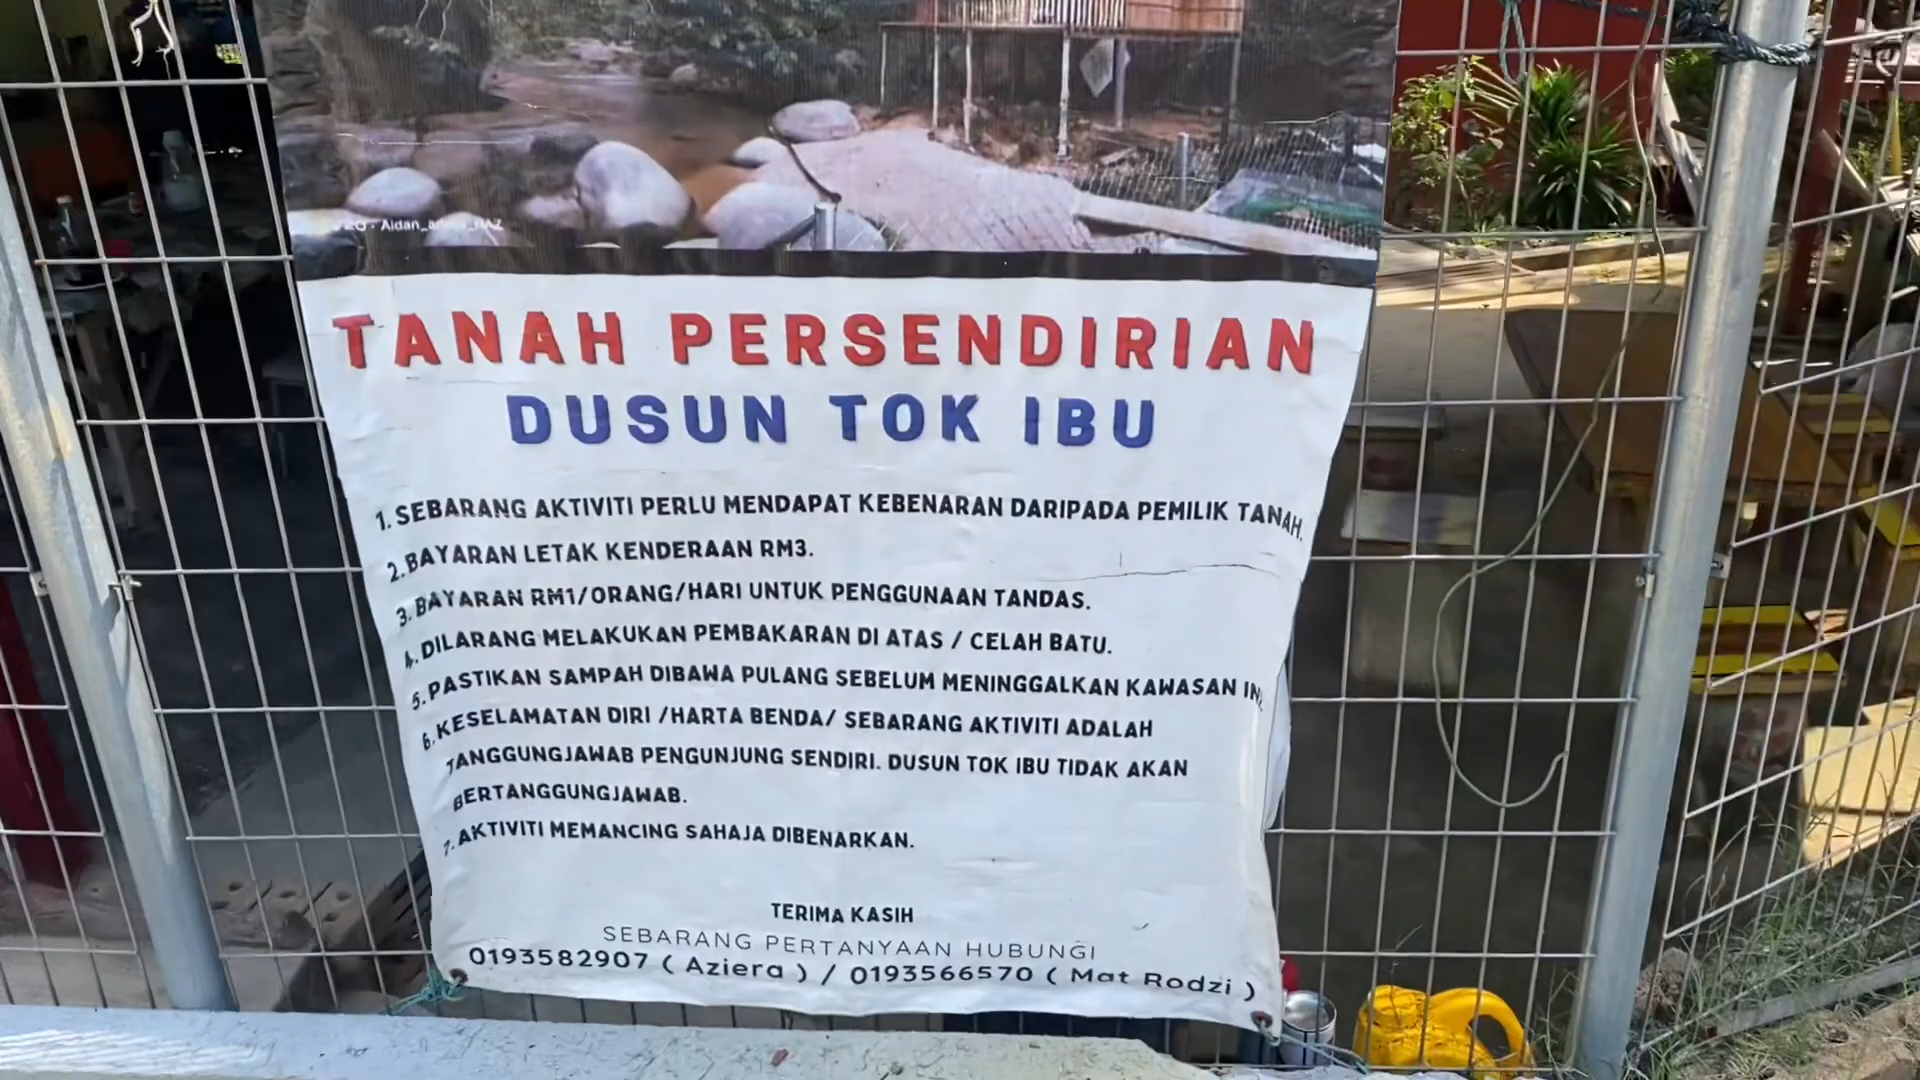 TANAH PERSENDIRIAN
DUSUN TOK IBU
1. SEBARANG AKTIVITI PERLU MENDAPAT KEBENARAN DARIPADA PEMILIK TANAH.
2. BAYARAN LETAK KENDERAAN RM3.
3. BAYARAN RM1/ORANG/HARI UNTUK PENGGUNAAN TANDAS.
4. DILARANG MELAKUKAN PEMBAKARAN DI ATAS / CELAH BATU.
5. PASTIKAN SAMPAH DIBAWA PULANG SEBELUM MENINGGALKAN KAWASAN INI.
6. KESELAMATAN DIRI /HARTA BENDA/ SEBARANG AKTIVITI ADALAH
TANGGUNGJAWAB PENGUNJUNG SENDIRI. DUSUN TOK IBU TIDAK AKAN
BERTANGGUNGJAWAB.
7. AKTIVITI MEMANCING SAHAJA DIBENARKAN.
TERIMA KASIH
SEBARANG PERTANYAAN HUBUNGI
0193582907 ( Aziera ) / 0193566570 ( Mat Rodzi )